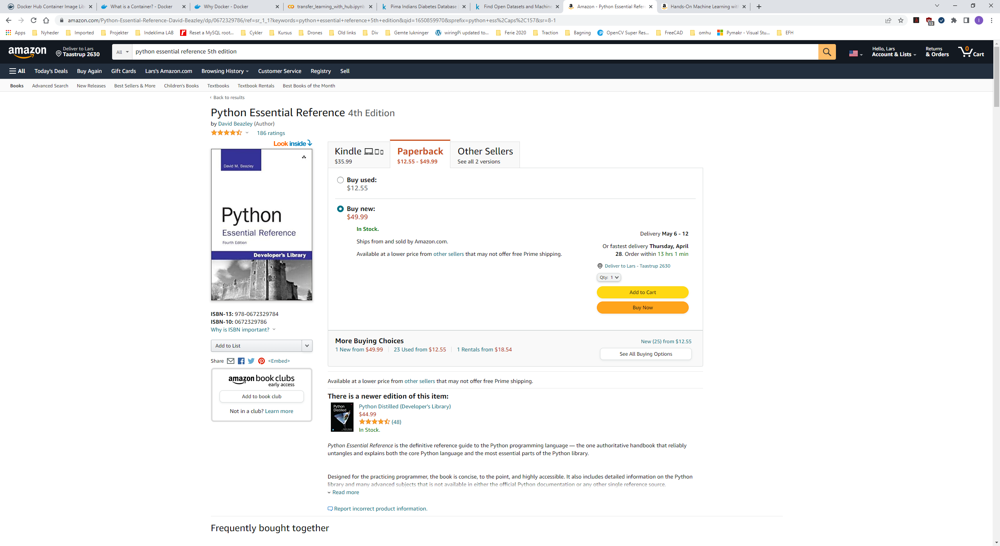 Docker Hub Container Image Lib
What is a Container? - Docker
Why Docker - Docker
transfer_learning_with_hub.ipynb
Pima Indians Diabetes Database
Find Open Datasets and Machine
Amazon - Python Essential Refere
Hands-On Machine Learning with
amazon.com/Python-Essential-Reference-David-Beazley/dp/0672329786/ref=sr_1_1?keywords=python+essential+reference+5th+edition&qid=1650859970&sprefix=python+ess%2Caps%2C157&sr=8-1
13
I
Apps Nyheder Imported Projekter Indeklima LAB Reset a MySQL root... Cykler Kursus Drones Old links Div Gemte lukninger wiringPi updated to... Ferie 2020 Traction Bagning OpenCV Super Res... FreeCAD omhu Pymakr - Visual Stu... EFH
amazon
Deliver to Lars
Taastrup 2630
All
python essential reference 5th edition
Hello, Lars
Account & Lists
Returns
& Orders
0
Cart
All Today's Deals Buy Again Gift Cards Lars's Amazon.com Browsing History Customer Service Registry Sell
Books Advanced Search New Releases Best Sellers & More Children's Books Textbooks Textbook Rentals Best Books of the Month
‹ Back to results
Python Essential Reference 4th Edition
by David Beazley (Author)
186 ratings
Look inside
David M. Beazley
Python
Essential Reference
Fourth Edition
Developer's Library
ISBN-13: 978-0672329784
ISBN-10: 0672329786
Why is ISBN important?
Add to List
Share <Embed>
amazon book clubs
early access
Add to book club
Not in a club? Learn more
Kindle
$35.99
Paperback
$12.55 - $49.99
Other Sellers
See all 2 versions
Buy used:
$12.55
Buy new:
$49.99
In Stock.
Ships from and sold by Amazon.com.
Available at a lower price from other sellers that may not offer free Prime shipping.
Delivery May 6 - 12
Or fastest delivery Thursday, April
28. Order within 13 hrs 1 min
Deliver to Lars - Taastrup 2630
Qty: 1
Add to Cart
Buy Now
More Buying Choices
1 New from $49.99 23 Used from $12.55 1 Rentals from $18.54
New (25) from $12.55
See All Buying Options
Available at a lower price from other sellers that may not offer free Prime shipping.
There is a newer edition of this item:
Python
Distilled
Python Distilled (Developer's Library)
$44.99
(48)
In Stock.
Python Essential Reference is the definitive reference guide to the Python programming language — the one authoritative handbook that reliably
untangles and explains both the core Python language and the most essential parts of the Python library.
Designed for the practicing programmer, the book is concise, to the point, and highly accessible. It also includes detailed information on the Python
library and many advanced subjects that is not available in either the official Python documentation or any other single reference source.
Read more
Report incorrect product information.
Frequently bought together